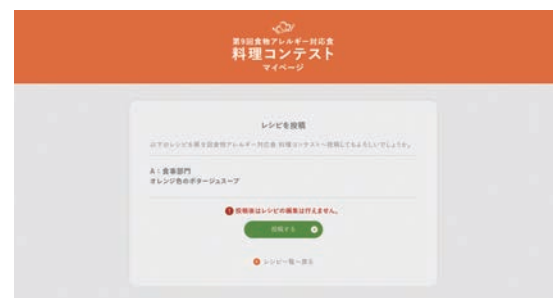 第9回食物アレルギー対応食
料理コンテスト
マイページ
レシピを投稿
以下のレシピを第9回食物アレルギー対応食 料理コンテストへ投稿してもよろしいでしょうか。
A：食事部門
オレンジ色のポタージュスープ
投稿後はレシピの編集は行えません。
投稿する
レシピ一覧へ戻る